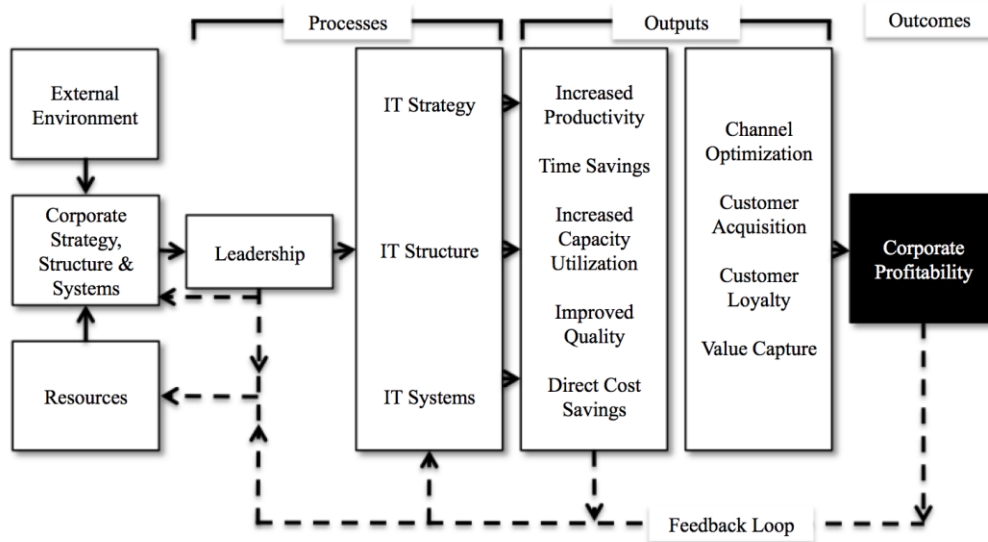 Processes
Outputs
Outcomes
External
Environment
Corporate
Strategy,
Structure &
Systems
Resources
Leadership
IT Strategy
IT Structure
IT Systems
Increased
Productivity
Time Savings
Increased
Capacity
Utilization
Improved
Quality
Direct Cost
Savings
Channel
Optimization
Customer
Acquisition
Customer
Loyalty
Value Capture
Corporate
Profitability
Feedback Loop